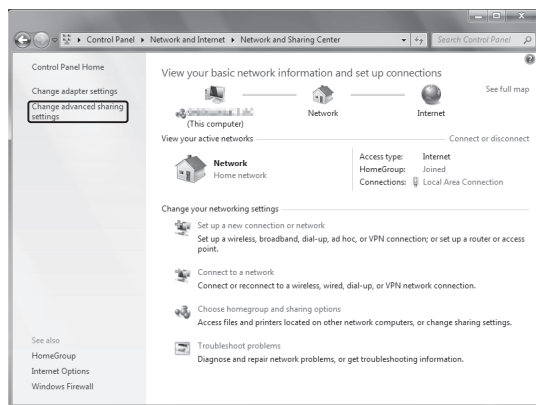 Control Panel ▸ Network and Internet ▸ Network and Sharing Center
Search Control Panel
Control Panel Home
Change adapter settings
Change advanced sharing
settings
See also
HomeGroup
Internet Options
Windows Firewall
View your basic network information and set up connections
See full map
(This computer)
Network
Internet
View your active networks
Connect or disconnect
Network
Home network
Access type: Internet
HomeGroup: Joined
Connections: Local Area Connection
Change your networking settings
Set up a new connection or network
Set up a wireless, broadband, dial-up, ad hoc, or VPN connection; or set up a router or access
point.
Connect to a network
Connect or reconnect to a wireless, wired, dial-up, or VPN network connection.
Choose homegroup and sharing options
Access files and printers located on other network computers, or change sharing settings.
Troubleshoot problems
Diagnose and repair network problems, or get troubleshooting information.